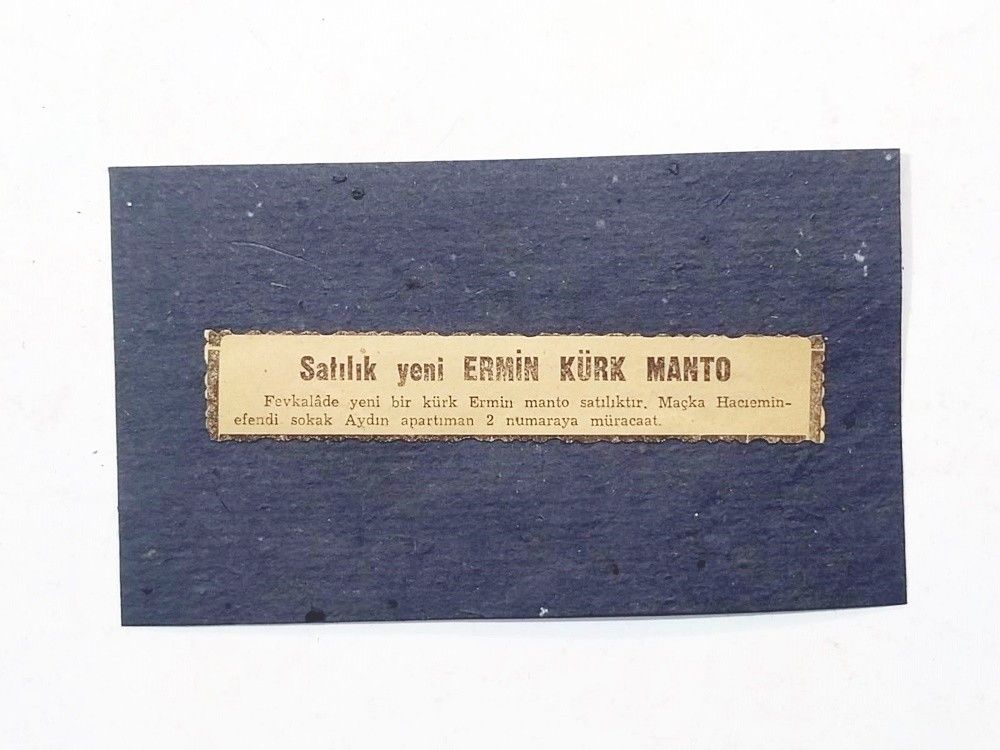 Satılık yeni ERMİN KÜRK MANTO
Fevkalâde yeni bir kürk Ermin manto satılıktır. Maçka Hacıemin-
efendi sokak Aydın apartıman 2 numaraya müracaat.